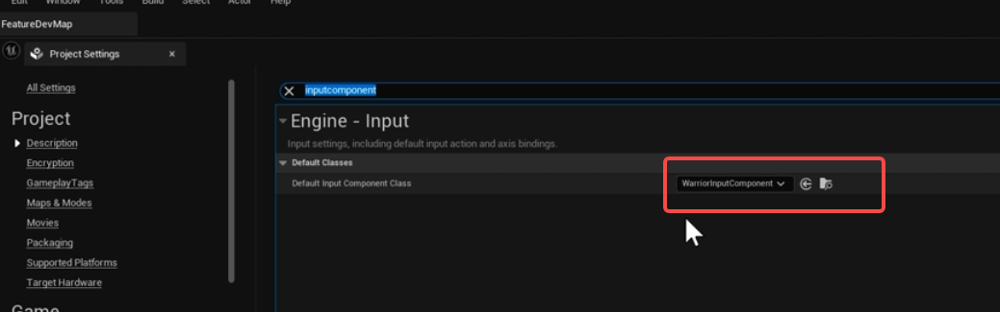 Edit Window Tools Build Select Actor Help
FeatureDevMap
Project Settings
All Settings
Project
Description
Encryption
GameplayTags
Maps & Modes
Movies
Packaging
Supported Platforms
Target Hardware
Game
inputcomponent
Engine - Input
Input settings, including default input action and axis bindings.
Default Classes
Default Input Component Class
WarriorInputComponent